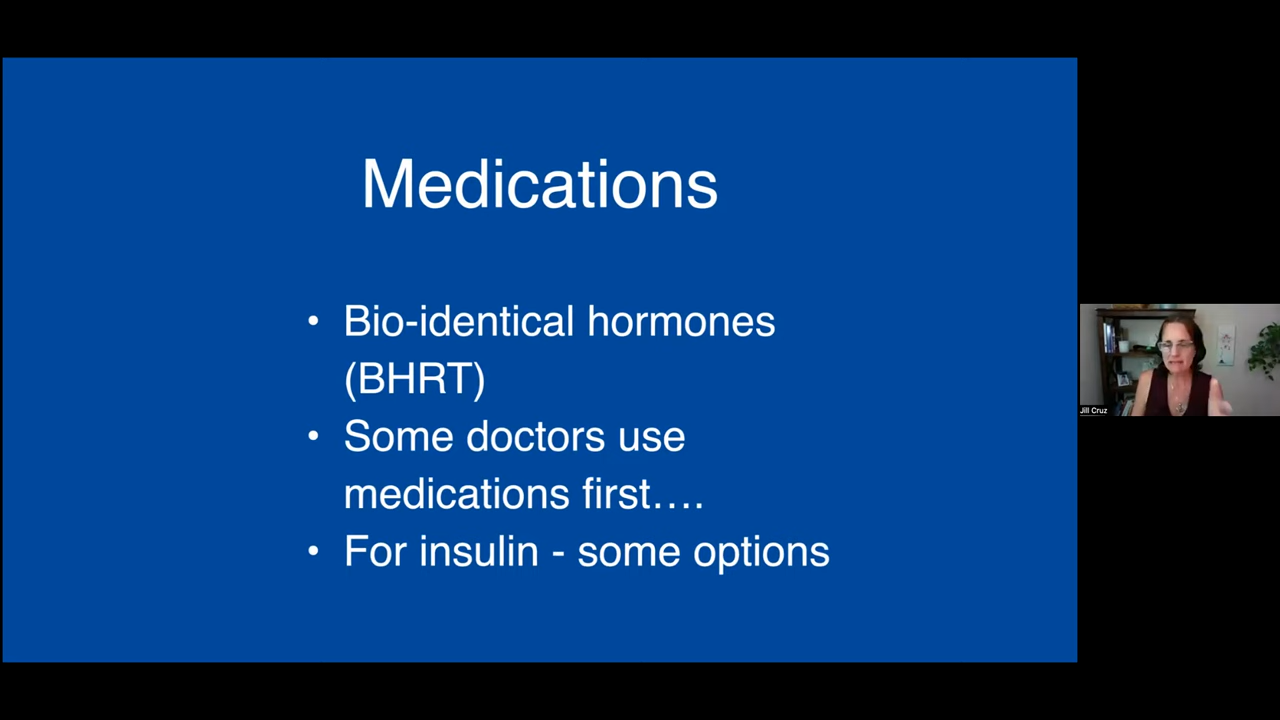 Medications
• Bio-identical hormones
(BHRT)
• Some doctors use
medications first….
• For insulin - some options
Jill Cruz